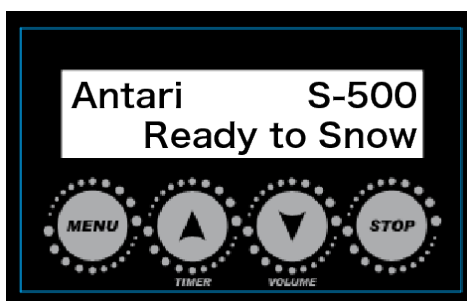 Antari S-500
Ready to Snow
MENU STOP
TIMER VOLUME